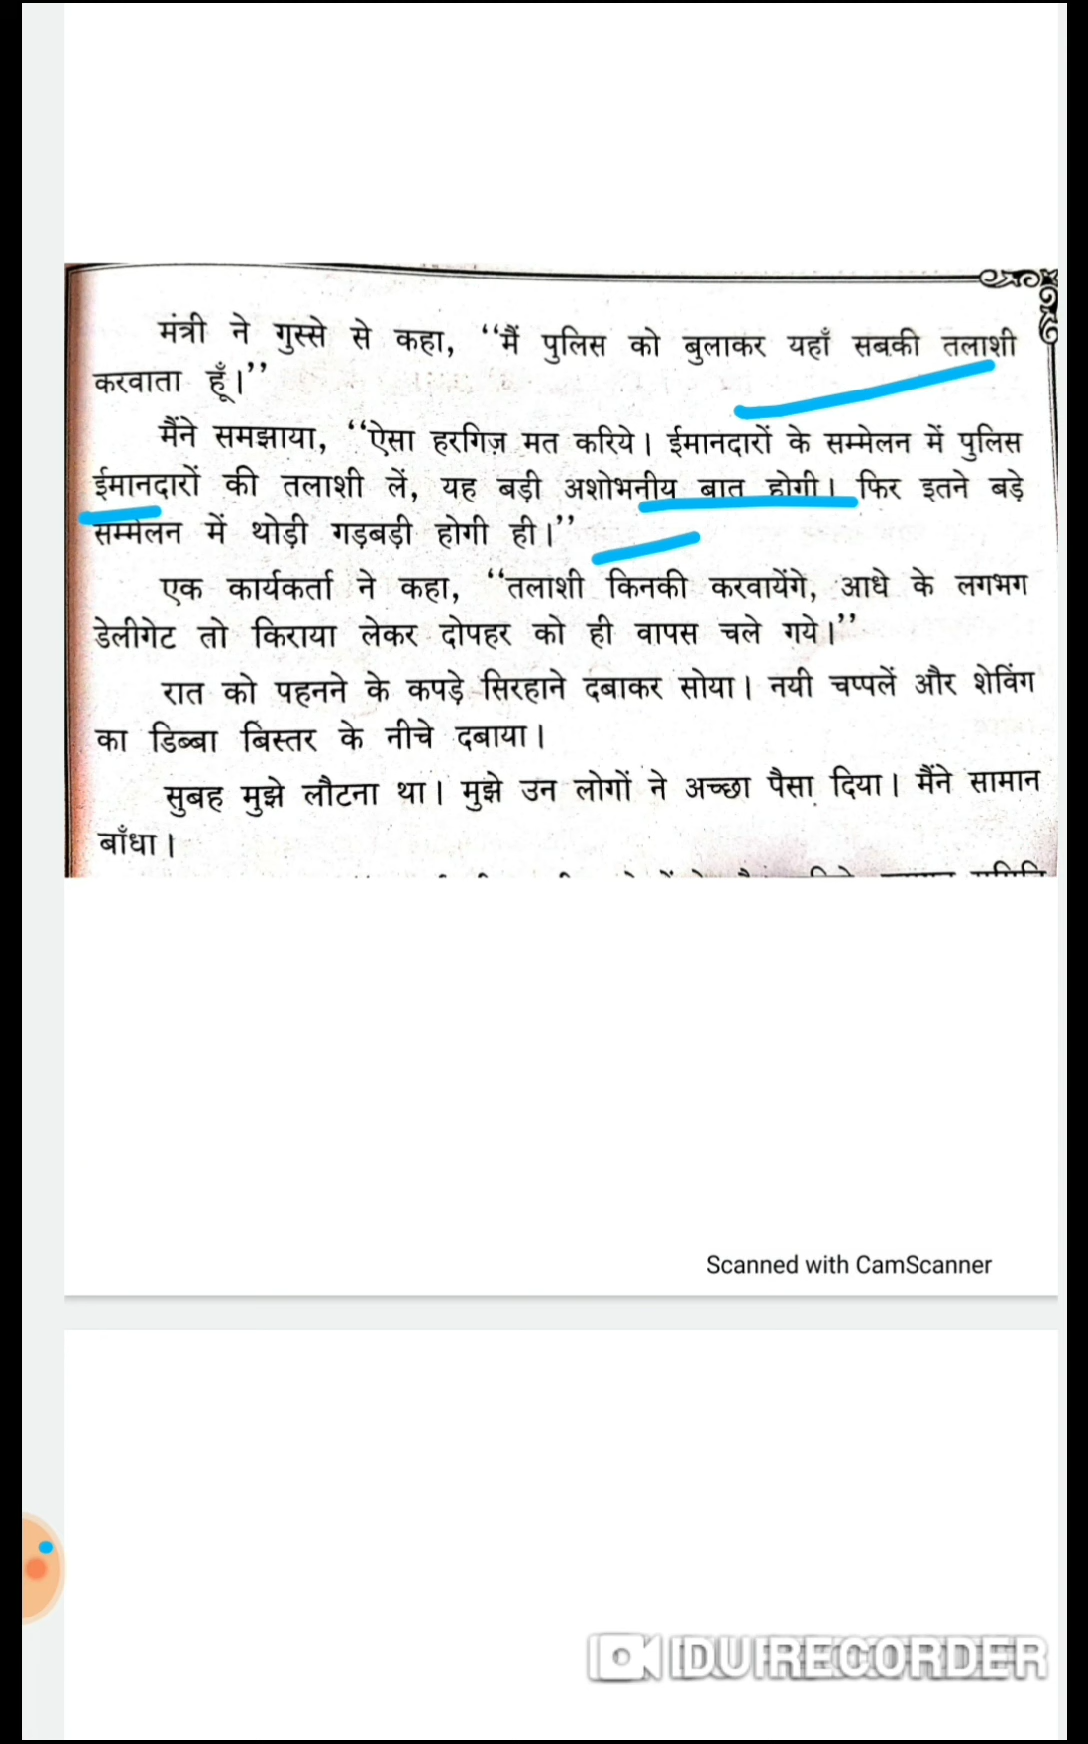 मंत्री ने गुस्से से कहा, ‘‘मैं पुलिस को बुलाकर यहाँ सबकी तलाशी
करवाता हूँ।’’
मैंने समझाया, ‘‘ऐसा हरगिज़ मत करिये। ईमानदारों के सम्मेलन में पुलिस
ईमानदारों की तलाशी लें, यह बड़ी अशोभनीय बात होगी। फिर इतने बड़े
सम्मेलन में थोड़ी गड़बड़ी होगी ही।’’
एक कार्यकर्ता ने कहा, ‘‘तलाशी किनकी करवायेंगे, आधे के लगभग
डेलीगेट तो किराया लेकर दोपहर को ही वापस चले गये।’’
रात को पहनने के कपड़े सिरहाने दबाकर सोया। नयी चप्पलें और शेविंग
का डिब्बा बिस्तर के नीचे दबाया।
सुबह मुझे लौटना था। मुझे उन लोगों ने अच्छा पैसा दिया। मैंने सामान
बाँधा।
Scanned with CamScanner
DU RECORDER